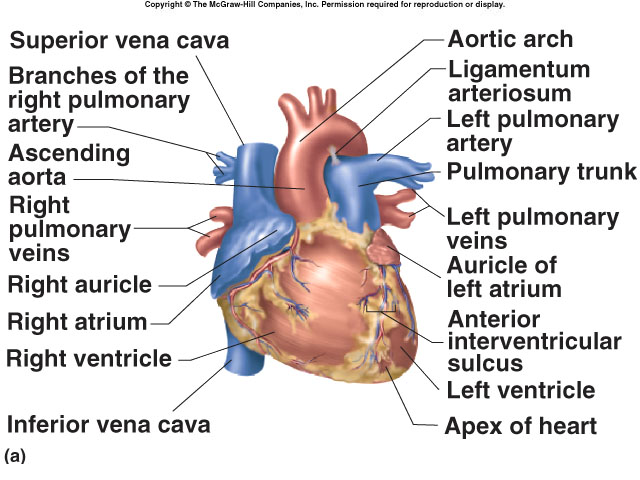 Copyright © The McGraw-Hill Companies, Inc. Permission required for reproduction or display.
Superior vena cava
Branches of the
right pulmonary
artery
Ascending
aorta
Right
pulmonary
veins
Right auricle
Right atrium
Right ventricle
Inferior vena cava
(a)
Aortic arch
Ligamentum
arteriosum
Left pulmonary
artery
Pulmonary trunk
Left pulmonary
veins
Auricle of
left atrium
Anterior
interventricular
sulcus
Left ventricle
Apex of heart